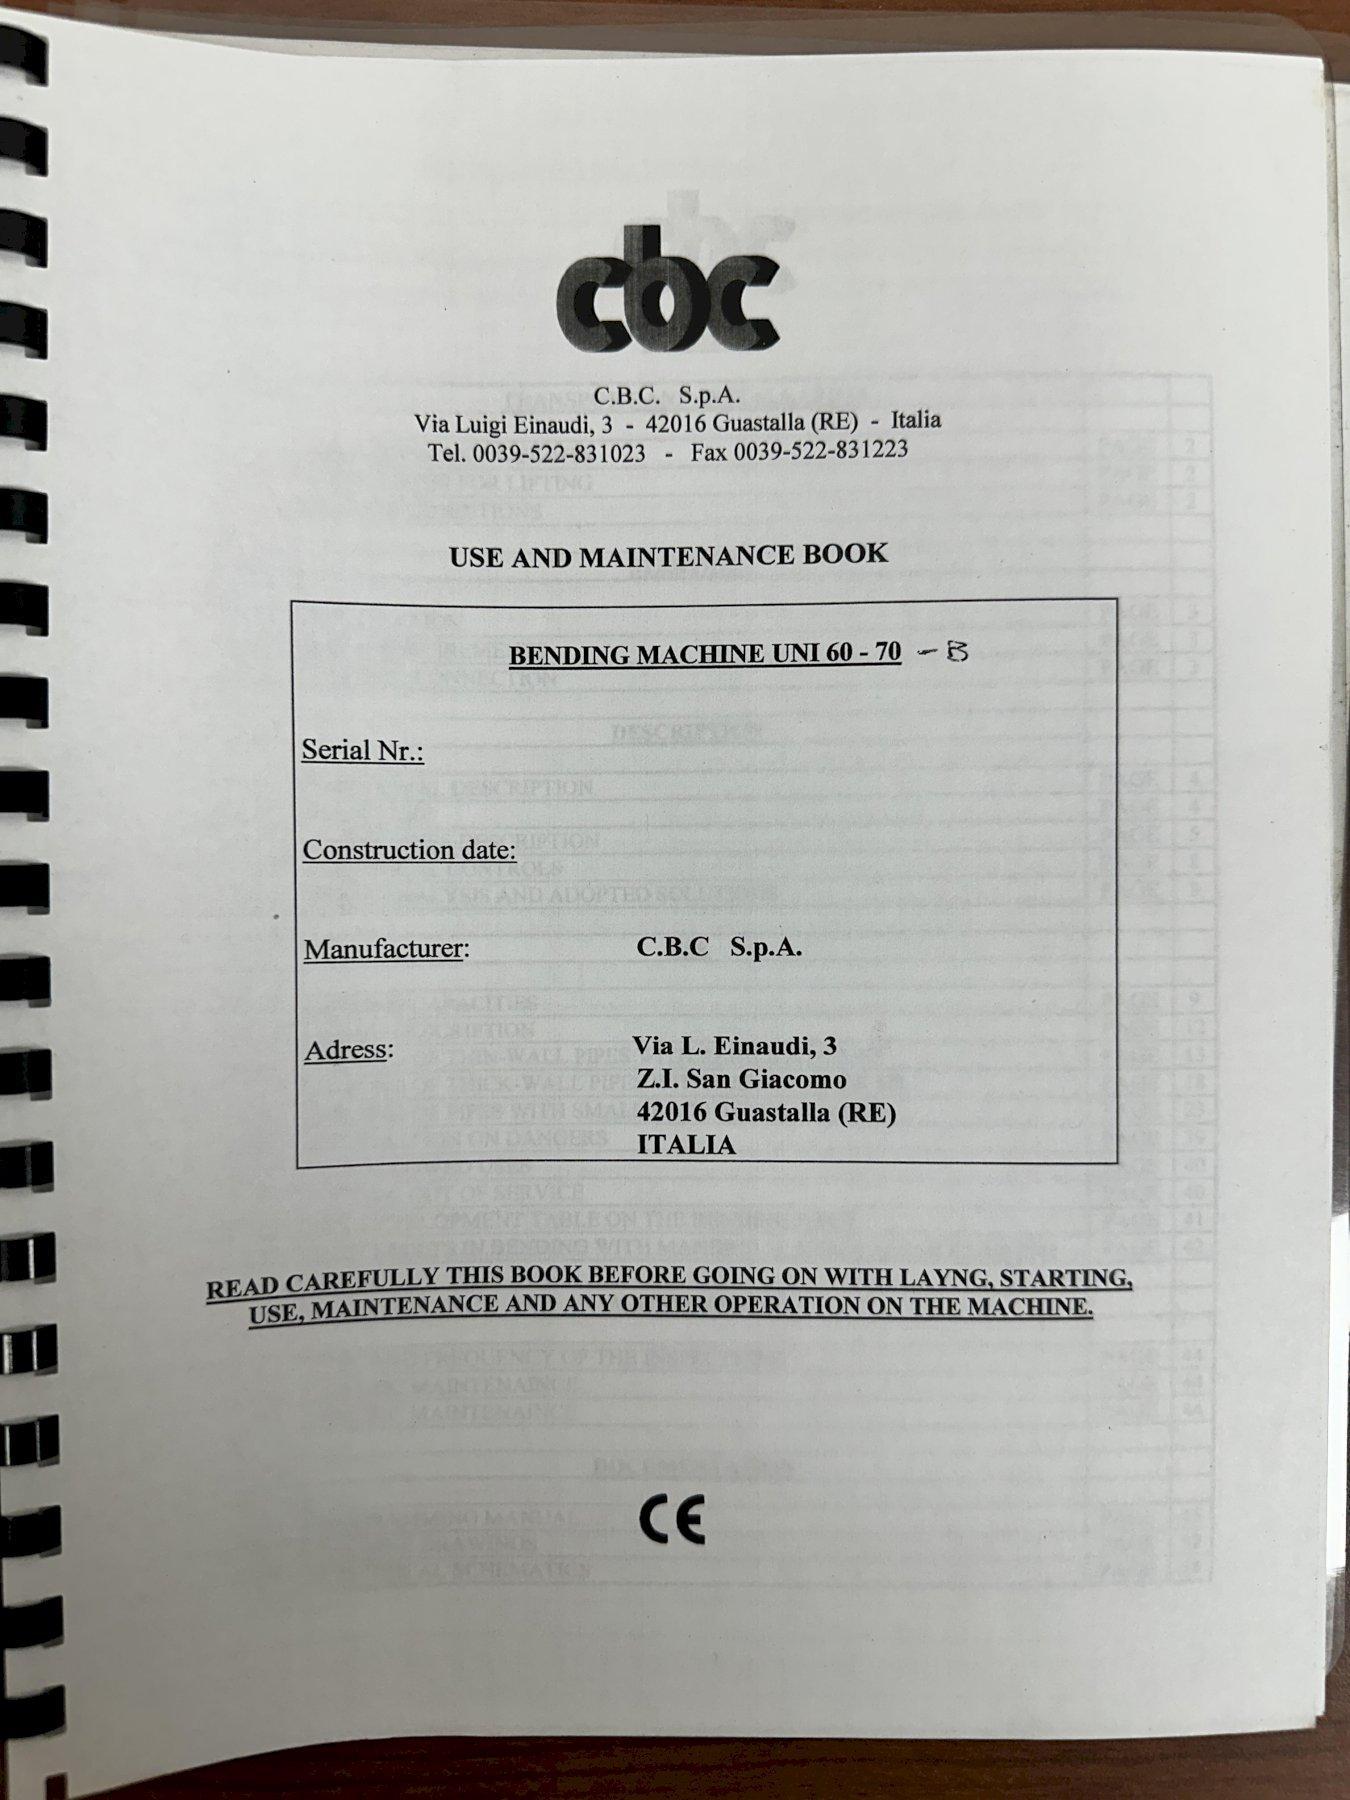 cbc
C.B.C. S.p.A.
Via Luigi Einaudi, 3 - 42016 Guastalla (RE) - Italia
Tel. 0039-522-831023 - Fax 0039-522-831223
USE AND MAINTENANCE BOOK
BENDING MACHINE UNI 60 - 70 - B
Serial Nr.:
Construction date:
Manufacturer: C.B.C S.p.A.
Adress: Via L. Einaudi, 3
Z.I. San Giacomo
42016 Guastalla (RE)
ITALIA
READ CAREFULLY THIS BOOK BEFORE GOING ON WITH LAYNG, STARTING,
USE, MAINTENANCE AND ANY OTHER OPERATION ON THE MACHINE.
CE